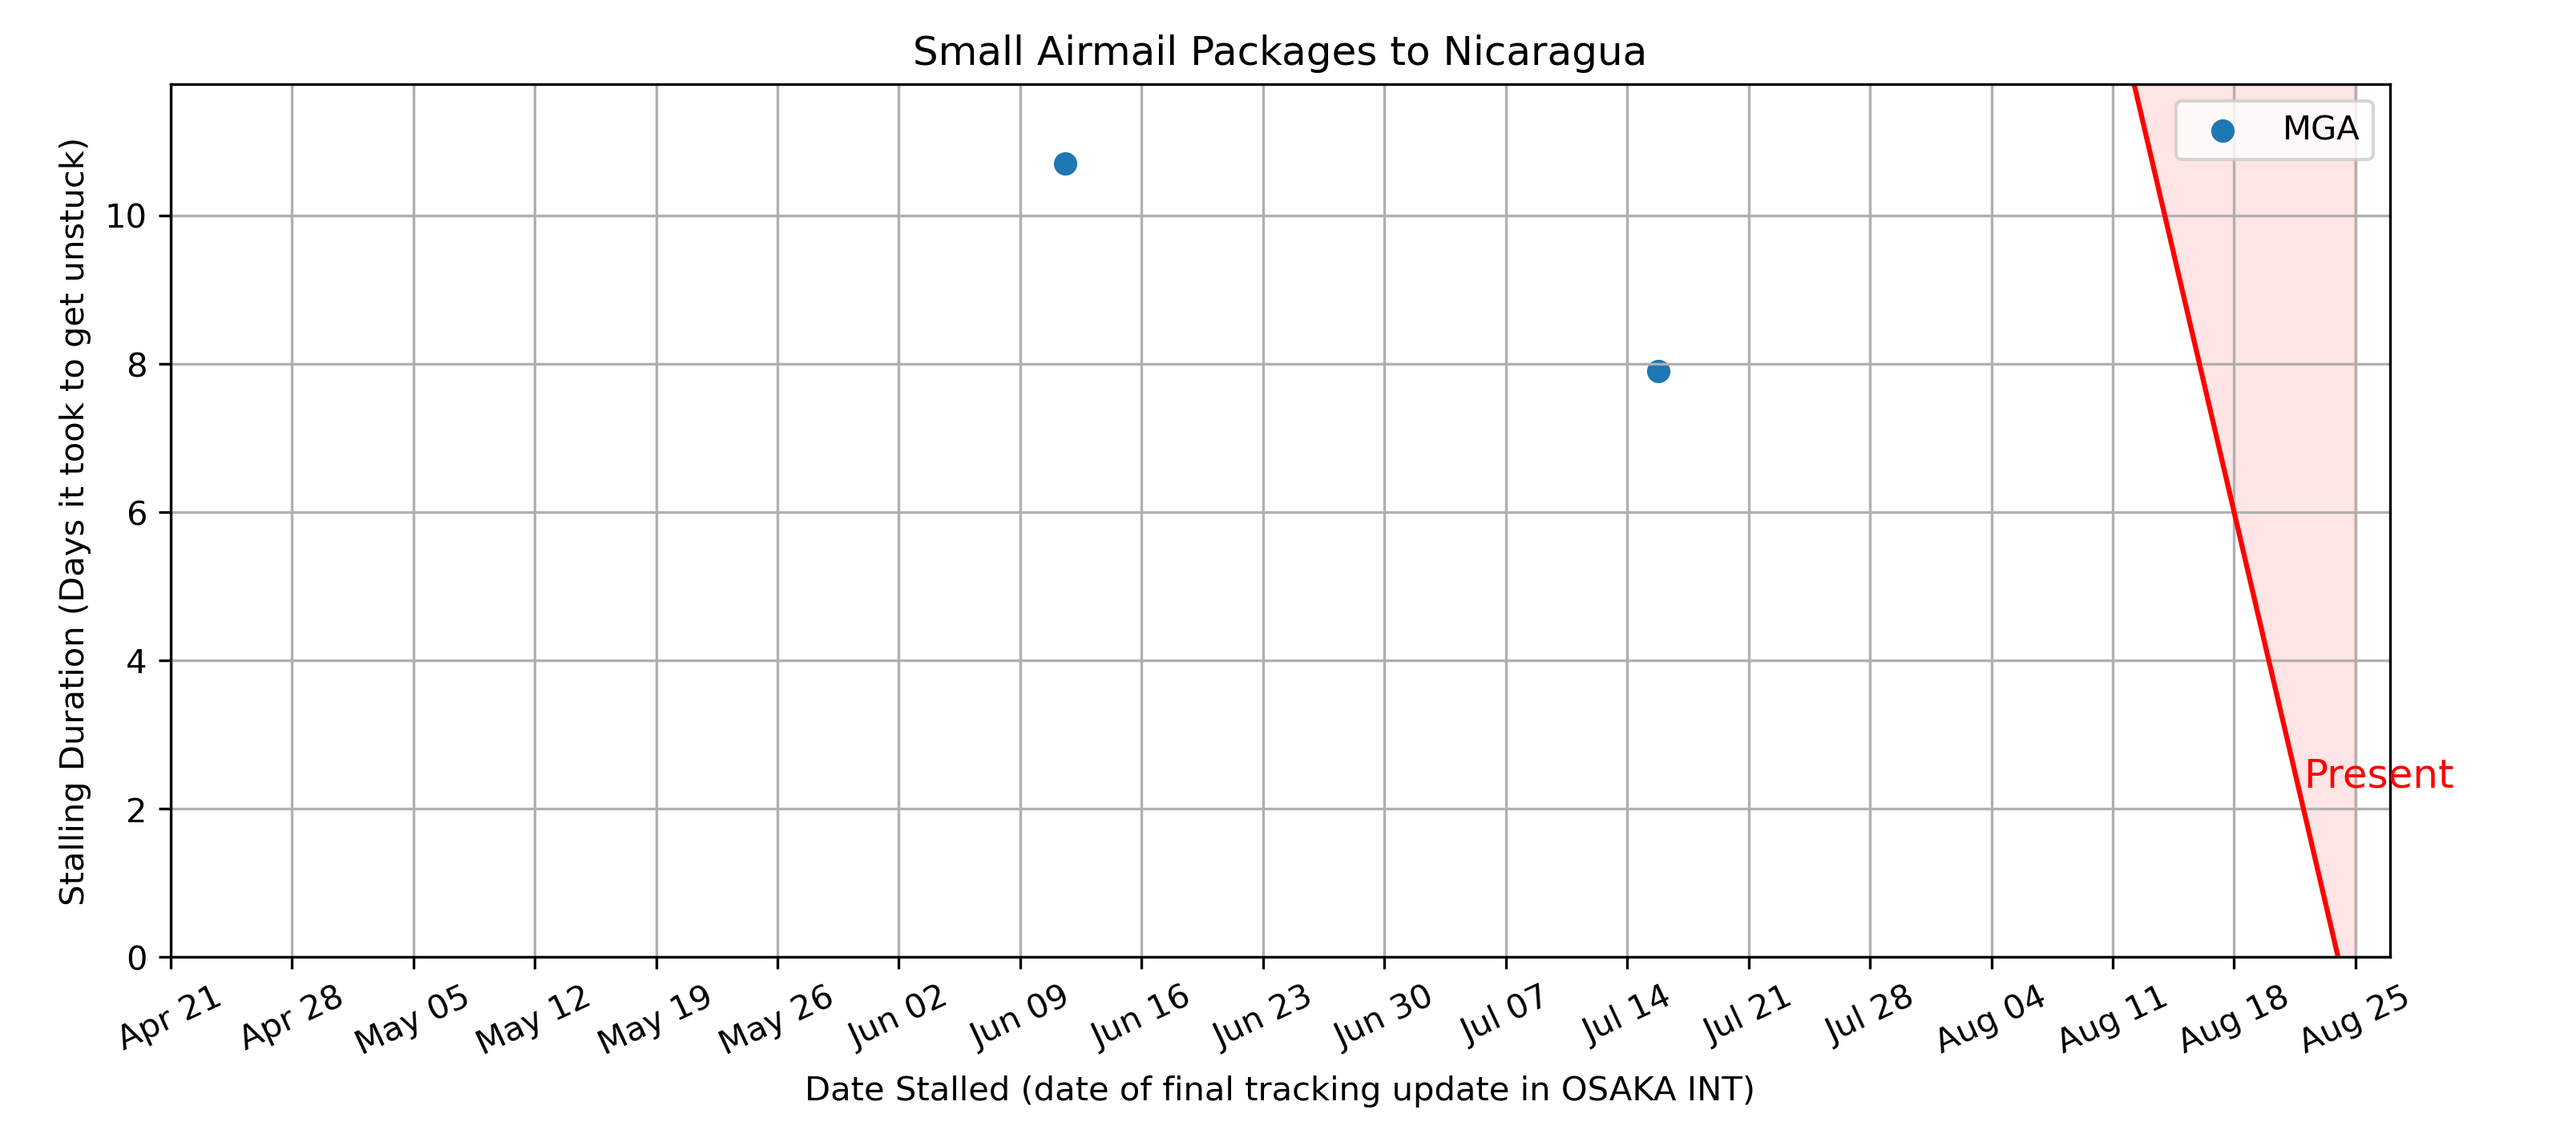 Small Airmail Packages to Nicaragua
MGA
Stalling Duration (Days it took to get unstuck)
10
8
6
4
2
0
Present
Apr 21
Apr 28
May 05
May 12
May 19
May 26
Jun 02
Jun 09
Jun 16
Jun 23
Jun 30
Jul 07
Jul 14
Jul 21
Jul 28
Aug 04
Aug 11
Aug 18
Aug 25
Date Stalled (date of final tracking update in OSAKA INT)